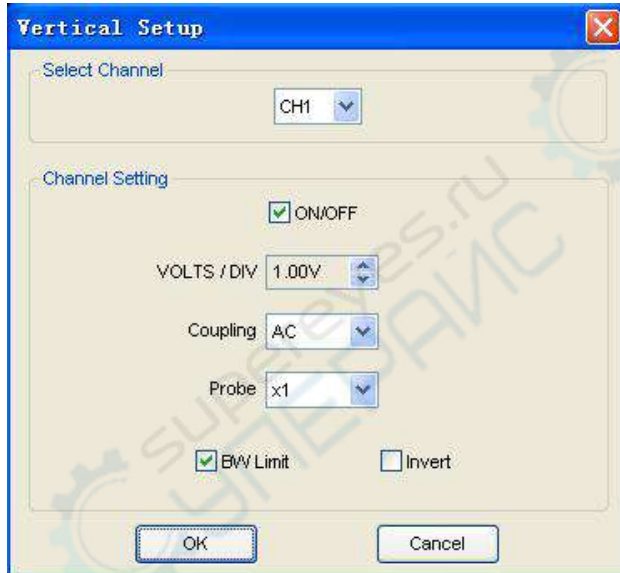 Vertical Setup
Select Channel
CH1
Channel Setting
ON/OFF
VOLTS / DIV 1.00V
Coupling AC
Probe x1
BW Limit Invert
OK Cancel
supereyes.ru
СУПЕРАЙС